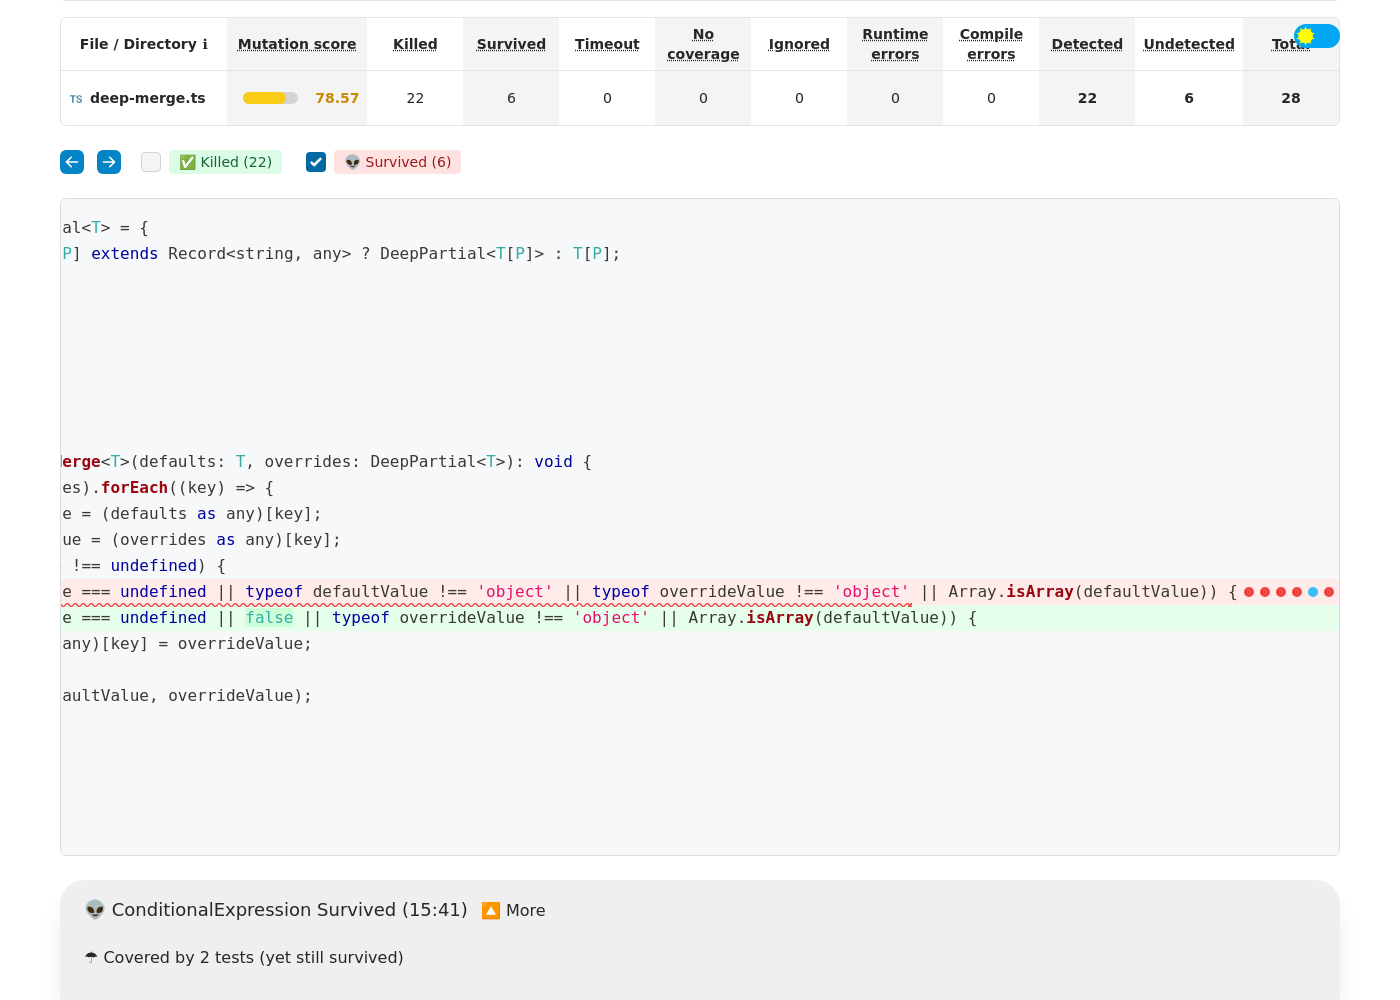 File / Directory ℹ Mutation score Killed Survived Timeout No coverage Ignored Runtime errors Compile errors Detected Undetected
TS deep-merge.ts 78.57 22 6 0 0 0 0 0 22 6 28
✅ Killed (22) 👽 Survived (6)
al<T> = {
P] extends Record<string, any> ? DeepPartial<T[P]> : T[P];
erge<T>(defaults: T, overrides: DeepPartial<T>): void {
es).forEach((key) => {
e = (defaults as any)[key];
ue = (overrides as any)[key];
!== undefined) {
e === undefined || typeof defaultValue !== 'object' || typeof overrideValue !== 'object' || Array.isArray(defaultValue)) {
e === undefined || false || typeof overrideValue !== 'object' || Array.isArray(defaultValue)) {
any)[key] = overrideValue;
aultValue, overrideValue);
👽 ConditionalExpression Survived (15:41) 🔼 More
☂ Covered by 2 tests (yet still survived)